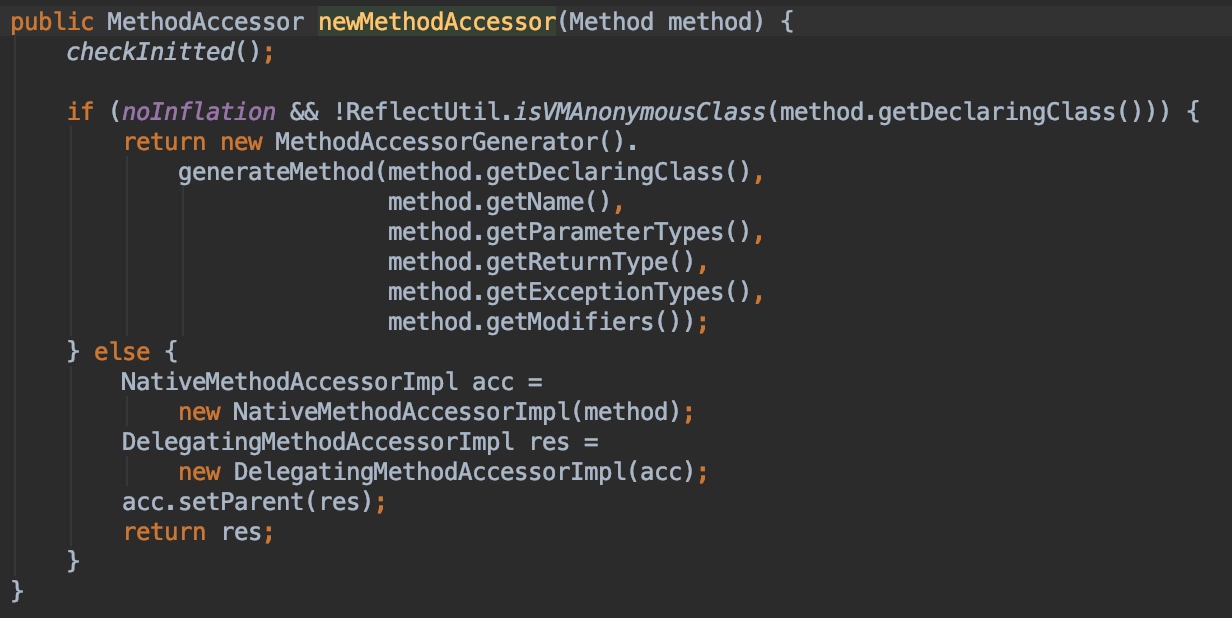 public MethodAccessor newMethodAccessor(Method method) {
    checkInitted();

    if (noInflation && !ReflectUtil.isVMAnonymousClass(method.getDeclaringClass())) {
        return new MethodAccessorGenerator().
            generateMethod(method.getDeclaringClass(),
                           method.getName(),
                           method.getParameterTypes(),
                           method.getReturnType(),
                           method.getExceptionTypes(),
                           method.getModifiers());
    } else {
        NativeMethodAccessorImpl acc =
            new NativeMethodAccessorImpl(method);
        DelegatingMethodAccessorImpl res =
            new DelegatingMethodAccessorImpl(acc);
        acc.setParent(res);
        return res;
    }
}